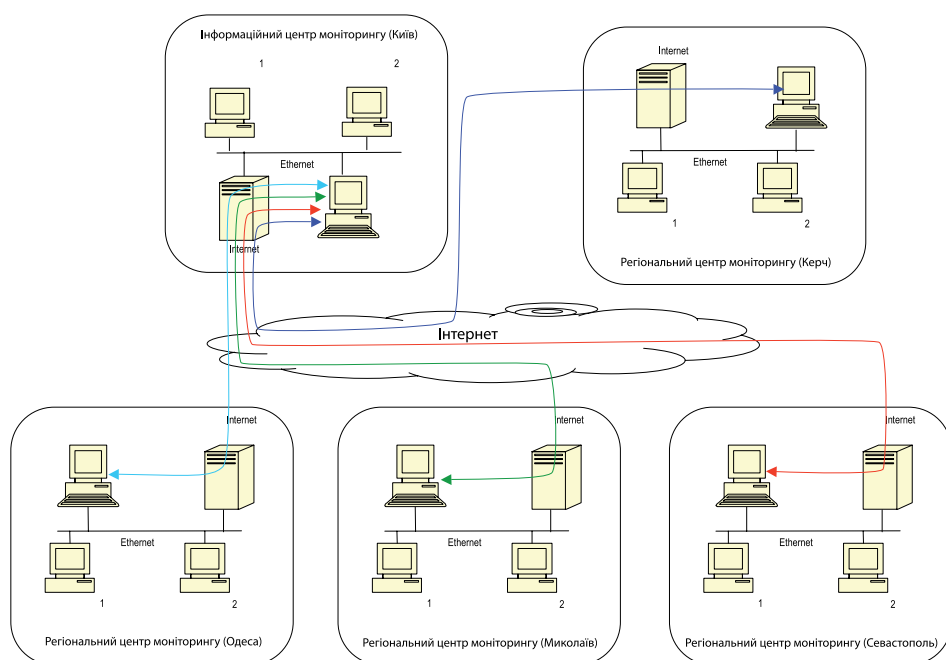 Інформаційний центр моніторингу (Київ)
1
2
Ethernet
Internet
Internet
Ethernet
1
2
Регіональний центр моніторингу (Керч)
Інтернет
Internet
Ethernet
1
2
Регіональний центр моніторингу (Одеса)
Internet
Ethernet
1
2
Регіональний центр моніторингу (Миколаїв)
Internet
Ethernet
1
2
Регіональний центр моніторингу (Севастополь)